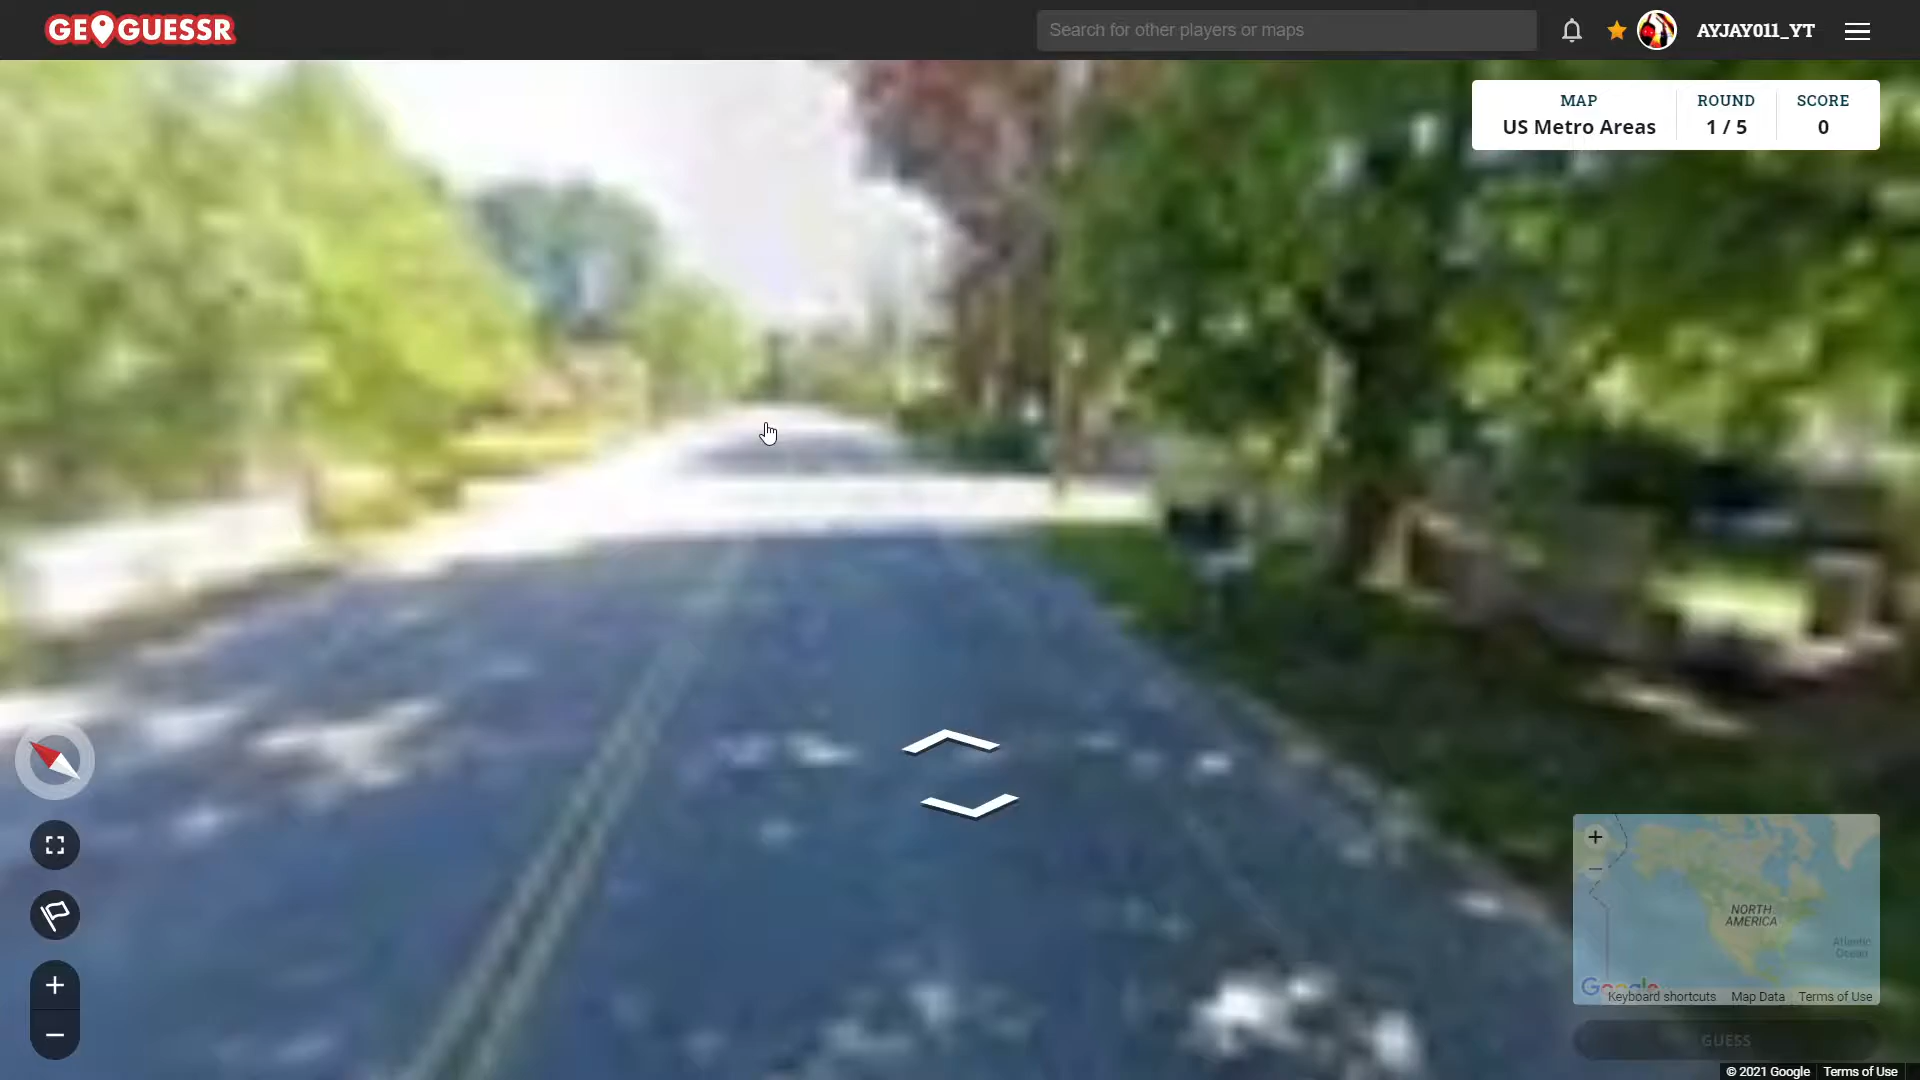 GEOGUESSR
Search for other players or maps
AYJAY011_YT
MAP
US Metro Areas
ROUND
1 / 5
SCORE
0
NORTH
AMERICA
Atlantic
Ocean
Google
Keyboard shortcuts
Map Data
Terms of Use
GUESS
© 2021 Google
Terms of Use